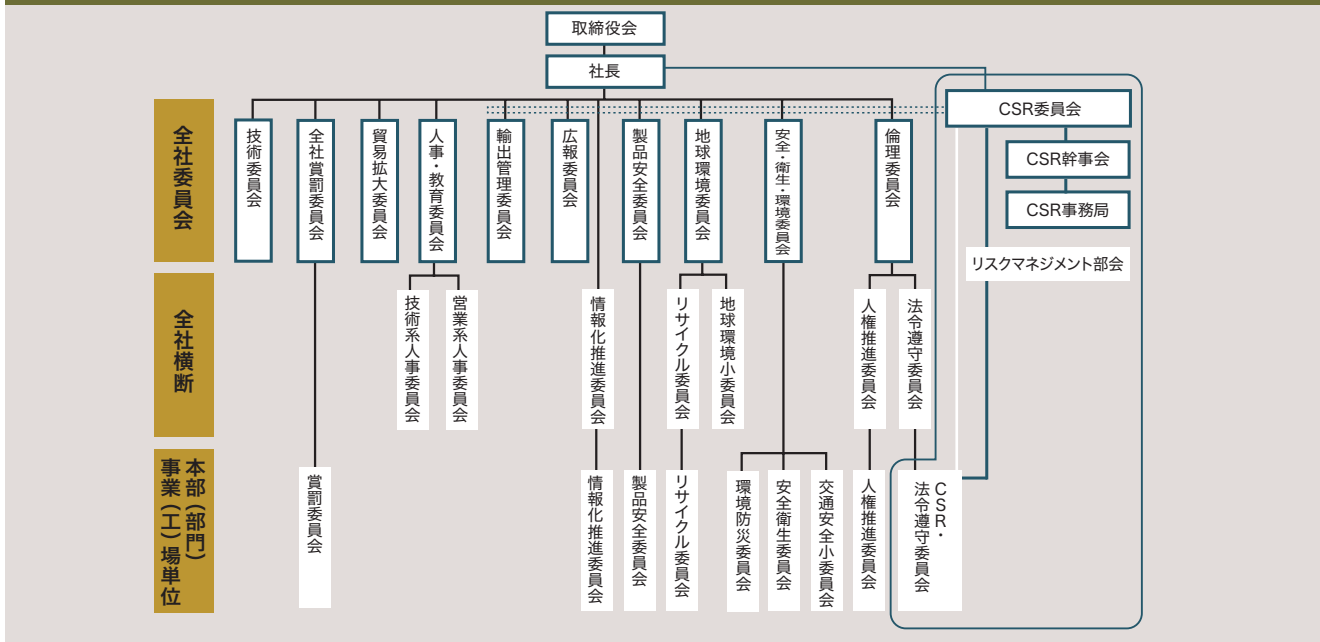 取締役会
社長
CSR委員会
CSR幹事会
CSR事務局
リスクマネジメント部会
全社委員会
技術委員会
全社賞罰委員会
貿易拡大委員会
人事・教育委員会
輸出管理委員会
広報委員会
製品安全委員会
地球環境委員会
安全・衛生・環境委員会
倫理委員会
全社横断
技術系人事委員会
営業系人事委員会
情報化推進委員会
リサイクル委員会
地球環境小委員会
人権推進委員会
法令遵守委員会
本部(部門)
事業(工)場単位
賞罰委員会
情報化推進委員会
製品安全委員会
リサイクル委員会
環境防災委員会
安全衛生委員会
交通安全小委員会
人権推進委員会
CSR・
法令遵守委員会